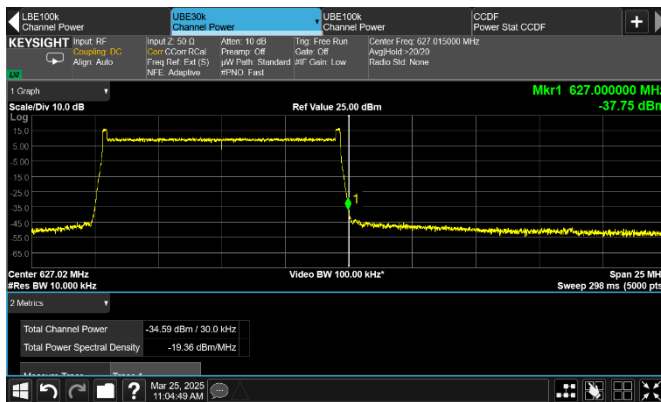 LBE100k
Channel Power
UBE30k
Channel Power
UBE100k
Channel Power
CCDF
Power Stat CCDF
KEYSIGHT
Input: RF
Coupling: DC
Align: Auto
Input Z: 50 Ω
Corr CCorr RCal
Freq Ref: Ext (S)
NFE: Adaptive
Atten: 10 dB
Preamp: Off
µW Path: Standard
#PNO: Fast
Trig: Free Run
Gate: Off
#IF Gain: Low
Center Freq: 627.015000 MHz
Avg|Hold:>20/20
Radio Std: None
LXI
1 Graph
Mkr1 627.000000 MHz
Scale/Div 10.0 dB
Ref Value 25.00 dBm
-37.75 dBm
Log
15.0
5.00
-5.00
-15.0
-25.0
-35.0
-45.0
-55.0
-65.0
1
Center 627.02 MHz
Video BW 100.00 kHz*
Span 25 MH
#Res BW 10.000 kHz
Sweep 298 ms (5000 pts
2 Metrics
Total Channel Power -34.59 dBm / 30.0 kHz
Total Power Spectral Density -19.36 dBm/MHz
?
Mar 25, 2025
11:04:49 AM